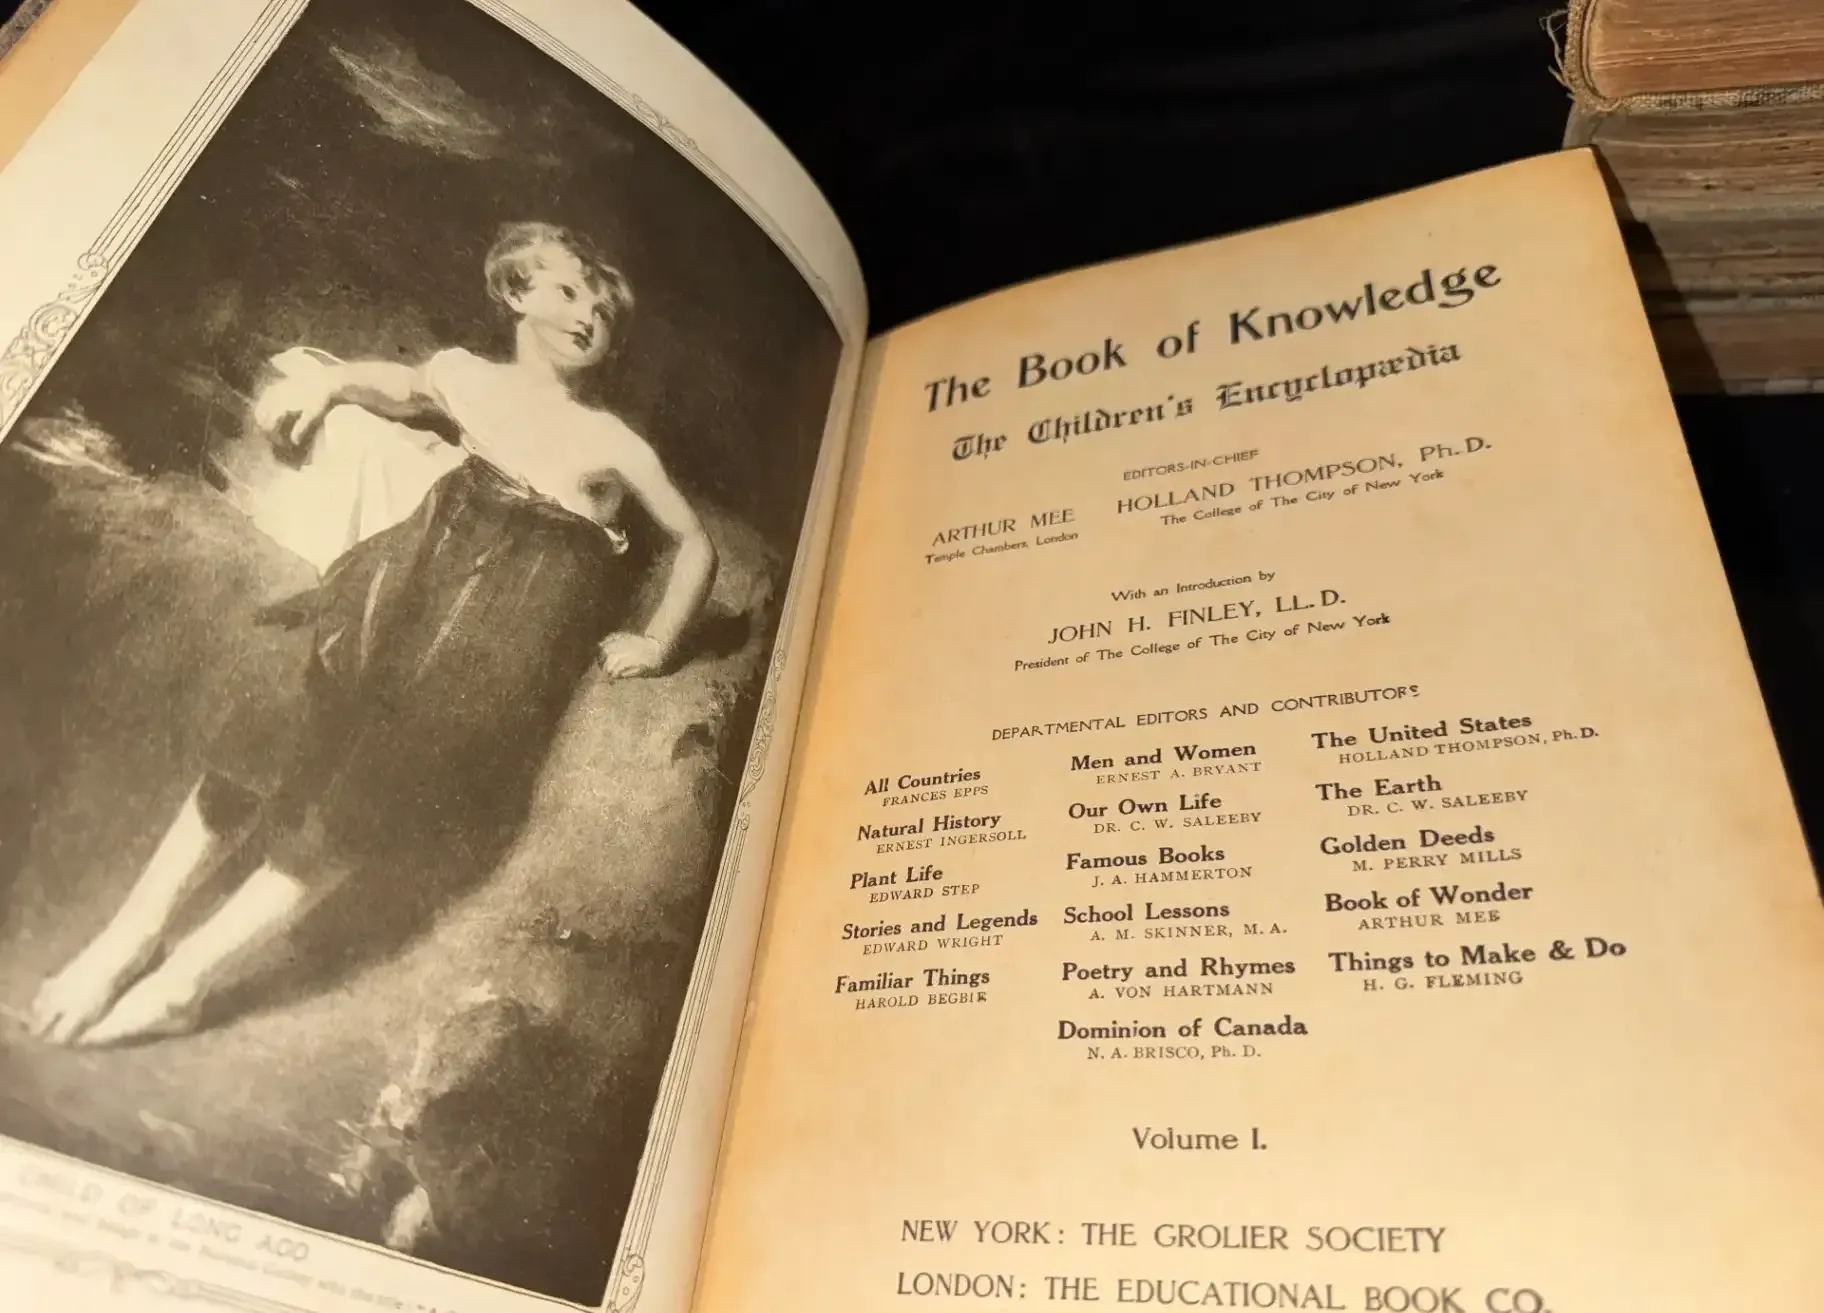 CHILD OF LONG AGO
The Book of Knowledge
The Children's Encyclopædia
EDITORS-IN-CHIEF
ARTHUR MEE
Temple Chambers, London
HOLLAND THOMPSON, Ph.D.
The College of The City of New York
With an Introduction by
JOHN H. FINLEY, LL.D.
President of The College of The City of New York
DEPARTMENTAL EDITORS AND CONTRIBUTORS
All Countries
FRANCES EPPS
Natural History
ERNEST INGERSOLL
Plant Life
EDWARD STEP
Stories and Legends
EDWARD WRIGHT
Familiar Things
HAROLD BEGBIE
Men and Women
ERNEST A. BRYANT
Our Own Life
DR. C. W. SALEEBY
Famous Books
J. A. HAMMERTON
School Lessons
A. M. SKINNER, M.A.
Poetry and Rhymes
A. VON HARTMANN
Dominion of Canada
N. A. BRISCO, Ph. D.
The United States
HOLLAND THOMPSON, Ph.D.
The Earth
DR. C. W. SALEEBY
Golden Deeds
M. PERRY MILLS
Book of Wonder
ARTHUR MEE
Things to Make & Do
H. G. FLEMING
Volume I.
NEW YORK: THE GROLIER SOCIETY
LONDON: THE EDUCATIONAL BOOK CO.